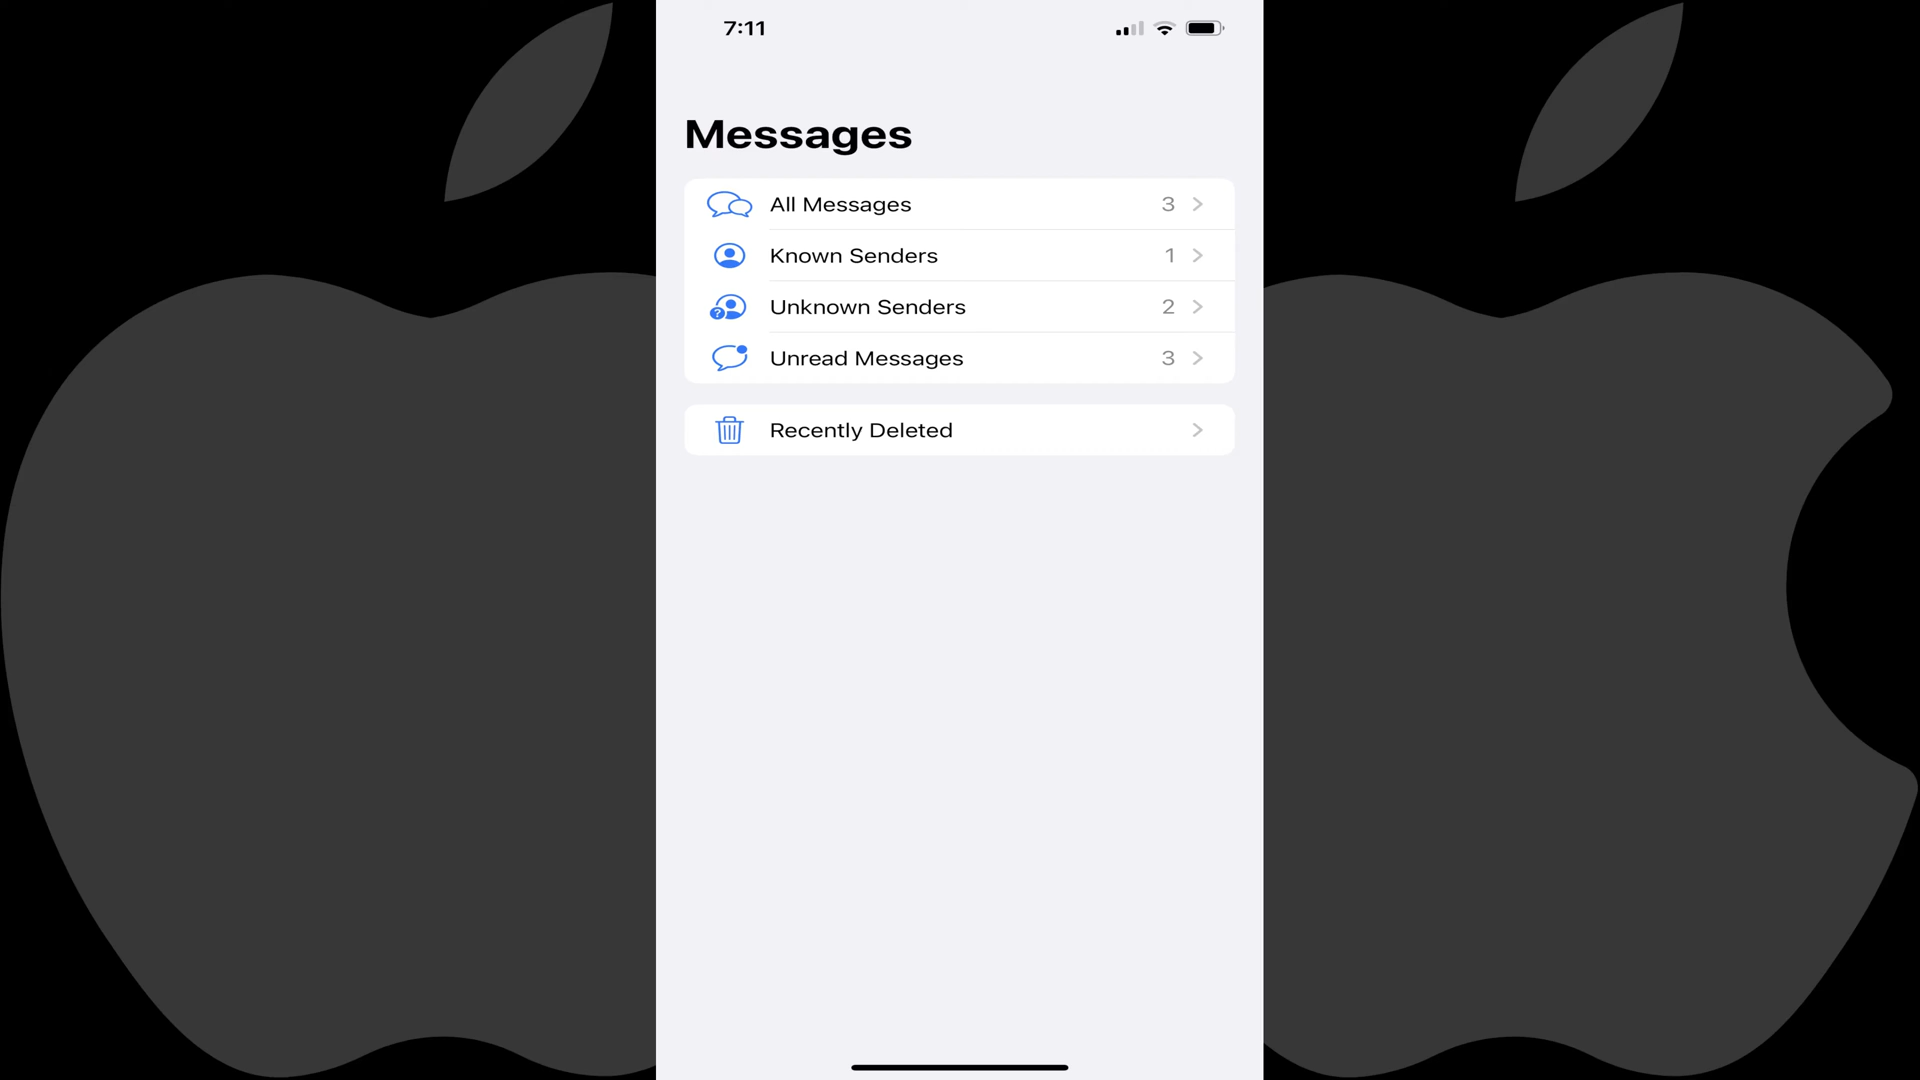 7:11
Messages
All Messages 3
Known Senders 1
Unknown Senders 2
Unread Messages 3
Recently Deleted